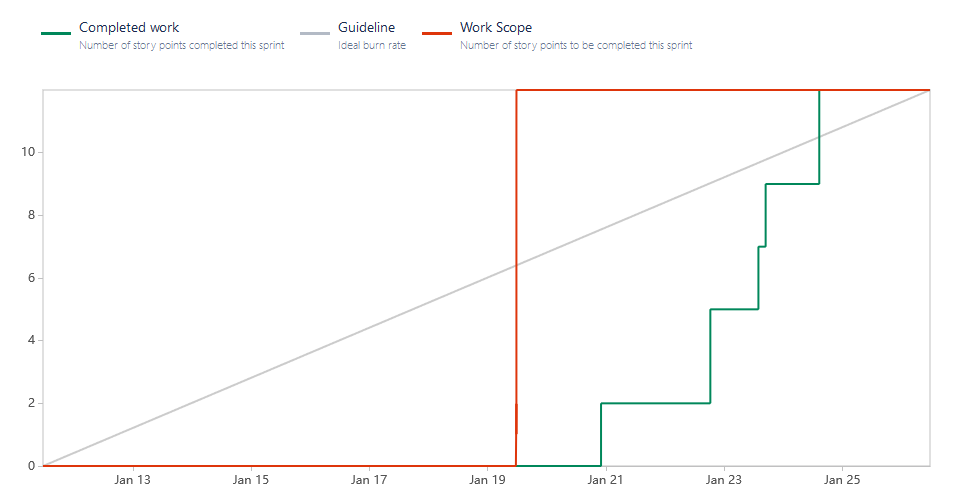 Completed work
Number of story points completed this sprint
Guideline
Ideal burn rate
Work Scope
Number of story points to be completed this sprint
10
8
6
4
2
0
Jan 13
Jan 15
Jan 17
Jan 19
Jan 21
Jan 23
Jan 25